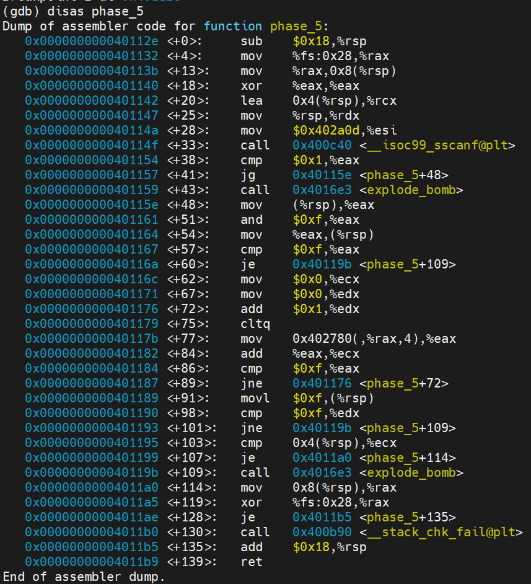 (gdb) disas phase_5
Dump of assembler code for function phase_5:
0x000000000040112e <+0>: sub $0x18,%rsp
0x0000000000401132 <+4>: mov %fs:0x28,%rax
0x000000000040113b <+13>: mov %rax,0x8(%rsp)
0x0000000000401140 <+18>: xor %eax,%eax
0x0000000000401142 <+20>: lea 0x4(%rsp),%rcx
0x0000000000401147 <+25>: mov %rsp,%rdx
0x000000000040114a <+28>: mov $0x402a0d,%esi
0x000000000040114f <+33>: call 0x400c40 <__isoc99_sscanf@plt>
0x0000000000401154 <+38>: cmp $0x1,%eax
0x0000000000401157 <+41>: jg 0x40115e <phase_5+48>
0x0000000000401159 <+43>: call 0x4016e3 <explode_bomb>
0x000000000040115e <+48>: mov (%rsp),%eax
0x0000000000401161 <+51>: and $0xf,%eax
0x0000000000401164 <+54>: mov %eax,(%rsp)
0x0000000000401167 <+57>: cmp $0xf,%eax
0x000000000040116a <+60>: je 0x40119b <phase_5+109>
0x000000000040116c <+62>: mov $0x0,%ecx
0x0000000000401171 <+67>: mov $0x0,%edx
0x0000000000401176 <+72>: add $0x1,%edx
0x0000000000401179 <+75>: cltq
0x000000000040117b <+77>: mov 0x402780(,%rax,4),%eax
0x0000000000401182 <+84>: add %eax,%ecx
0x0000000000401184 <+86>: cmp $0xf,%eax
0x0000000000401187 <+89>: jne 0x401176 <phase_5+72>
0x0000000000401189 <+91>: movl $0xf,(%rsp)
0x0000000000401190 <+98>: cmp $0xf,%edx
0x0000000000401193 <+101>: jne 0x40119b <phase_5+109>
0x0000000000401195 <+103>: cmp 0x4(%rsp),%ecx
0x0000000000401199 <+107>: je 0x4011a0 <phase_5+114>
0x000000000040119b <+109>: call 0x4016e3 <explode_bomb>
0x00000000004011a0 <+114>: mov 0x8(%rsp),%rax
0x00000000004011a5 <+119>: xor %fs:0x28,%rax
0x00000000004011ae <+128>: je 0x4011b5 <phase_5+135>
0x00000000004011b0 <+130>: call 0x400b90 <__stack_chk_fail@plt>
0x00000000004011b5 <+135>: add $0x18,%rsp
0x00000000004011b9 <+139>: ret
End of assembler dump.